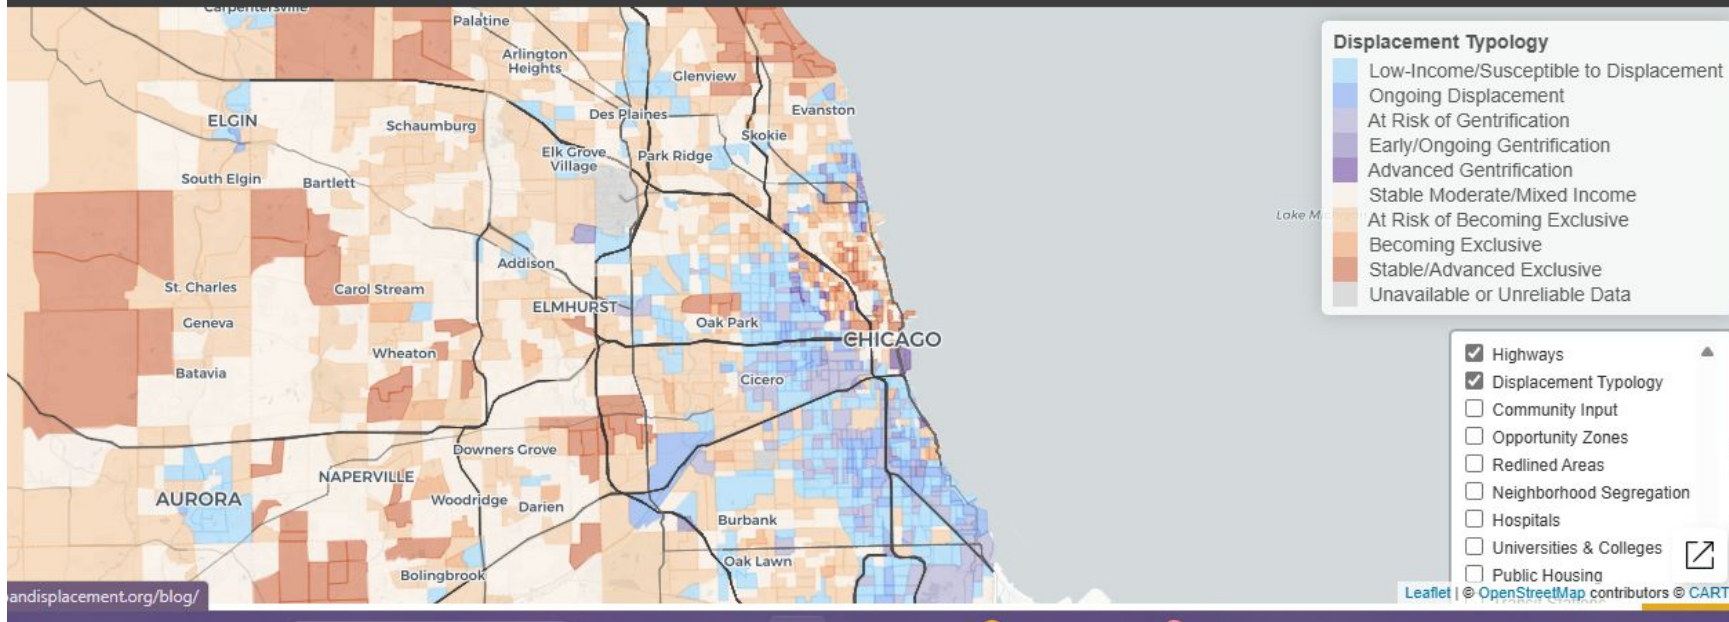 Carpentersville
Palatine
Arlington
Heights
Glenview
Des Plaines
Evanston
ELGIN
Schaumburg
Skokie
Elk Grove
Village
Park Ridge
South Elgin
Bartlett
Addison
St. Charles
Carol Stream
ELMHURST
Geneva
Oak Park
CHICAGO
Wheaton
Batavia
Cicero
Downers Grove
NAPERVILLE
AURORA
Woodridge
Darien
Burbank
Oak Lawn
Bolingbrook
Lake
andisplacement.org/blog/
Displacement Typology
Low-Income/Susceptible to Displacement
Ongoing Displacement
At Risk of Gentrification
Early/Ongoing Gentrification
Advanced Gentrification
Stable Moderate/Mixed Income
At Risk of Becoming Exclusive
Becoming Exclusive
Stable/Advanced Exclusive
Unavailable or Unreliable Data
Highways
Displacement Typology
Community Input
Opportunity Zones
Redlined Areas
Neighborhood Segregation
Hospitals
Universities & Colleges
Public Housing
Transit Stations
Leaflet | © OpenStreetMap contributors © CART